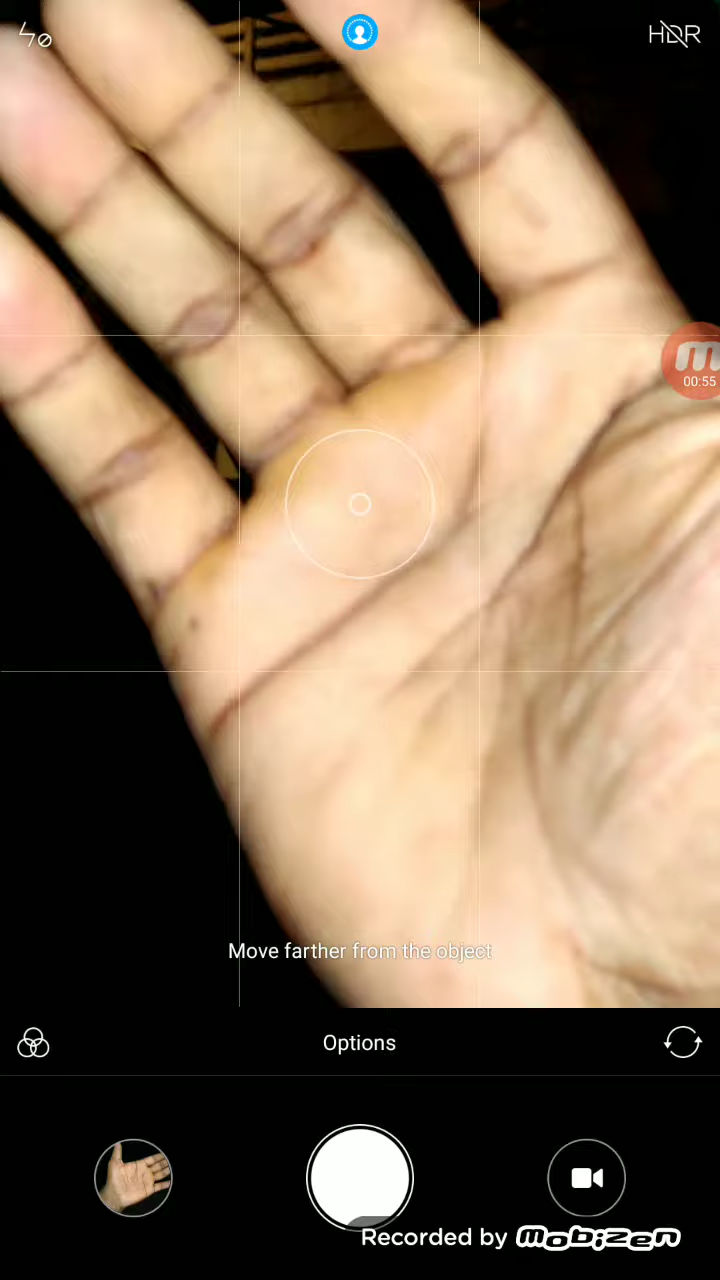 HDR
m
00:55
Move farther from the object
Options
Recorded by mobizen